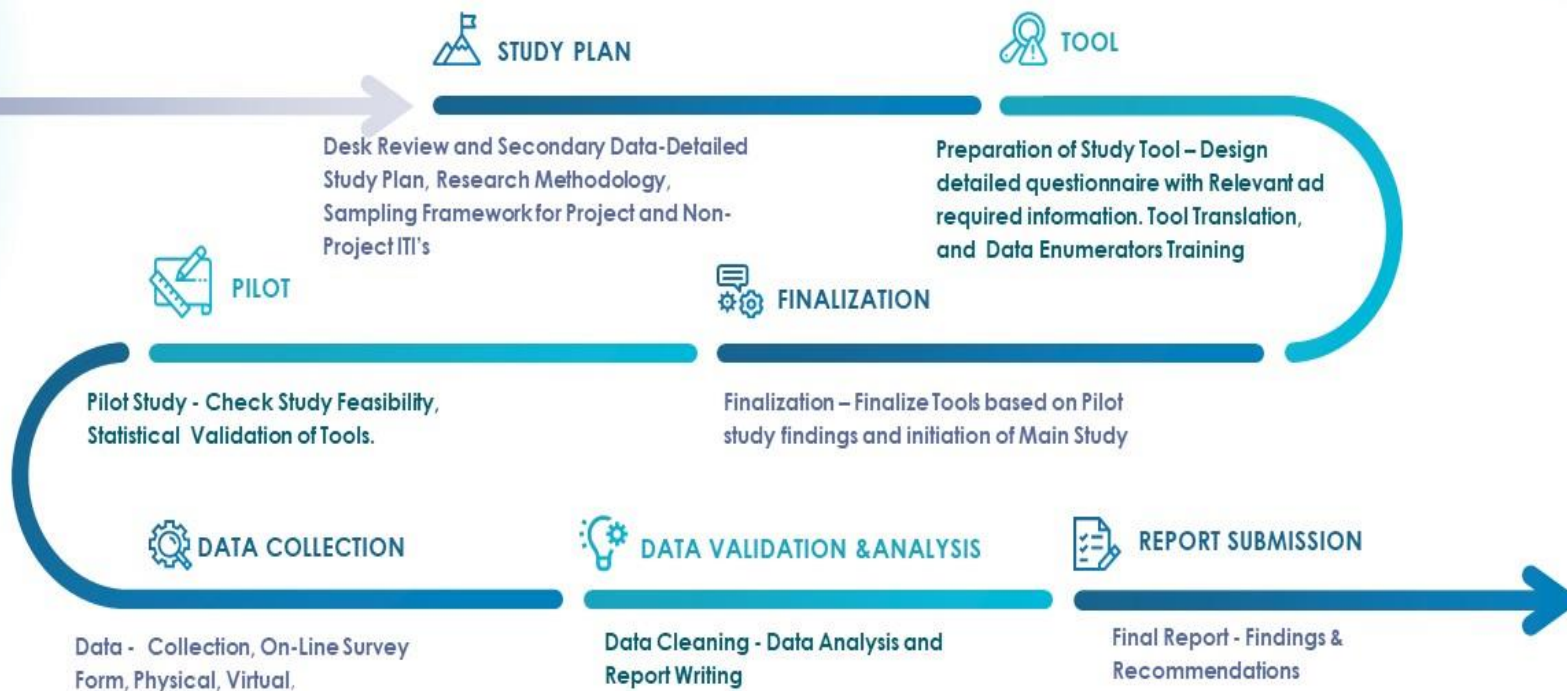 STUDY PLAN
Desk Review and Secondary Data-Detailed
Study Plan, Research Methodology,
Sampling Framework for Project and Non-
Project ITI's
TOOL
Preparation of Study Tool – Design
detailed questionnaire with Relevant ad
required information. Tool Translation,
and Data Enumerators Training
FINALIZATION
Finalization – Finalize Tools based on Pilot
study findings and initiation of Main Study
PILOT
Pilot Study - Check Study Feasibility,
Statistical Validation of Tools.
DATA COLLECTION
Data - Collection, On-Line Survey
Form, Physical, Virtual.
DATA VALIDATION &ANALYSIS
Data Cleaning - Data Analysis and
Report Writing
REPORT SUBMISSION
Final Report - Findings &
Recommendations